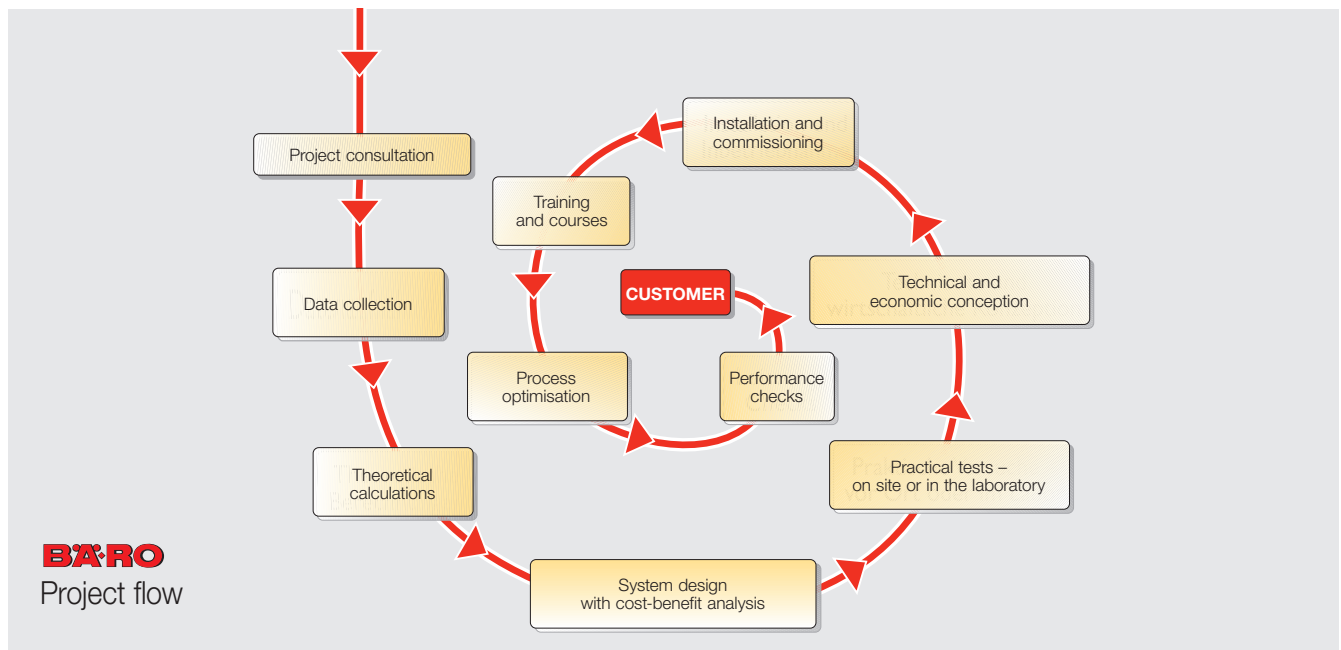 Project consultation
Data collection
Theoretical
calculations
System design
with cost-benefit analysis
Practical tests –
on site or in the laboratory
Technical and
economic conception
Installation and
commissioning
Training
and courses
Process
optimisation
Performance
checks
CUSTOMER
BÄRO
Project flow